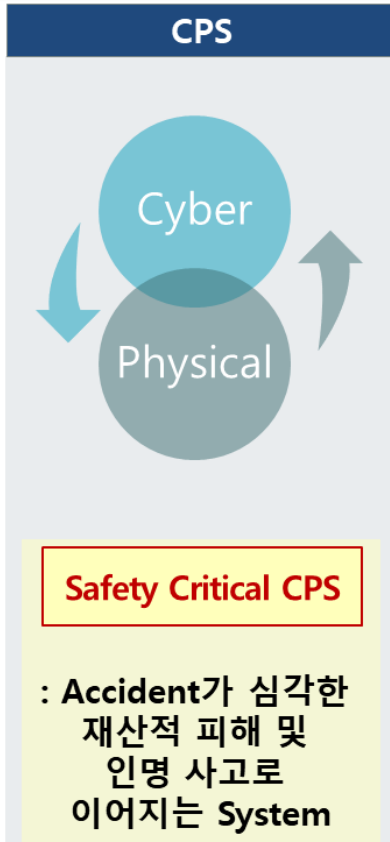 CPS
Cyber
Physical
Safety Critical CPS
: Accident가 심각한
재산적 피해 및
인명 사고로
이어지는 System